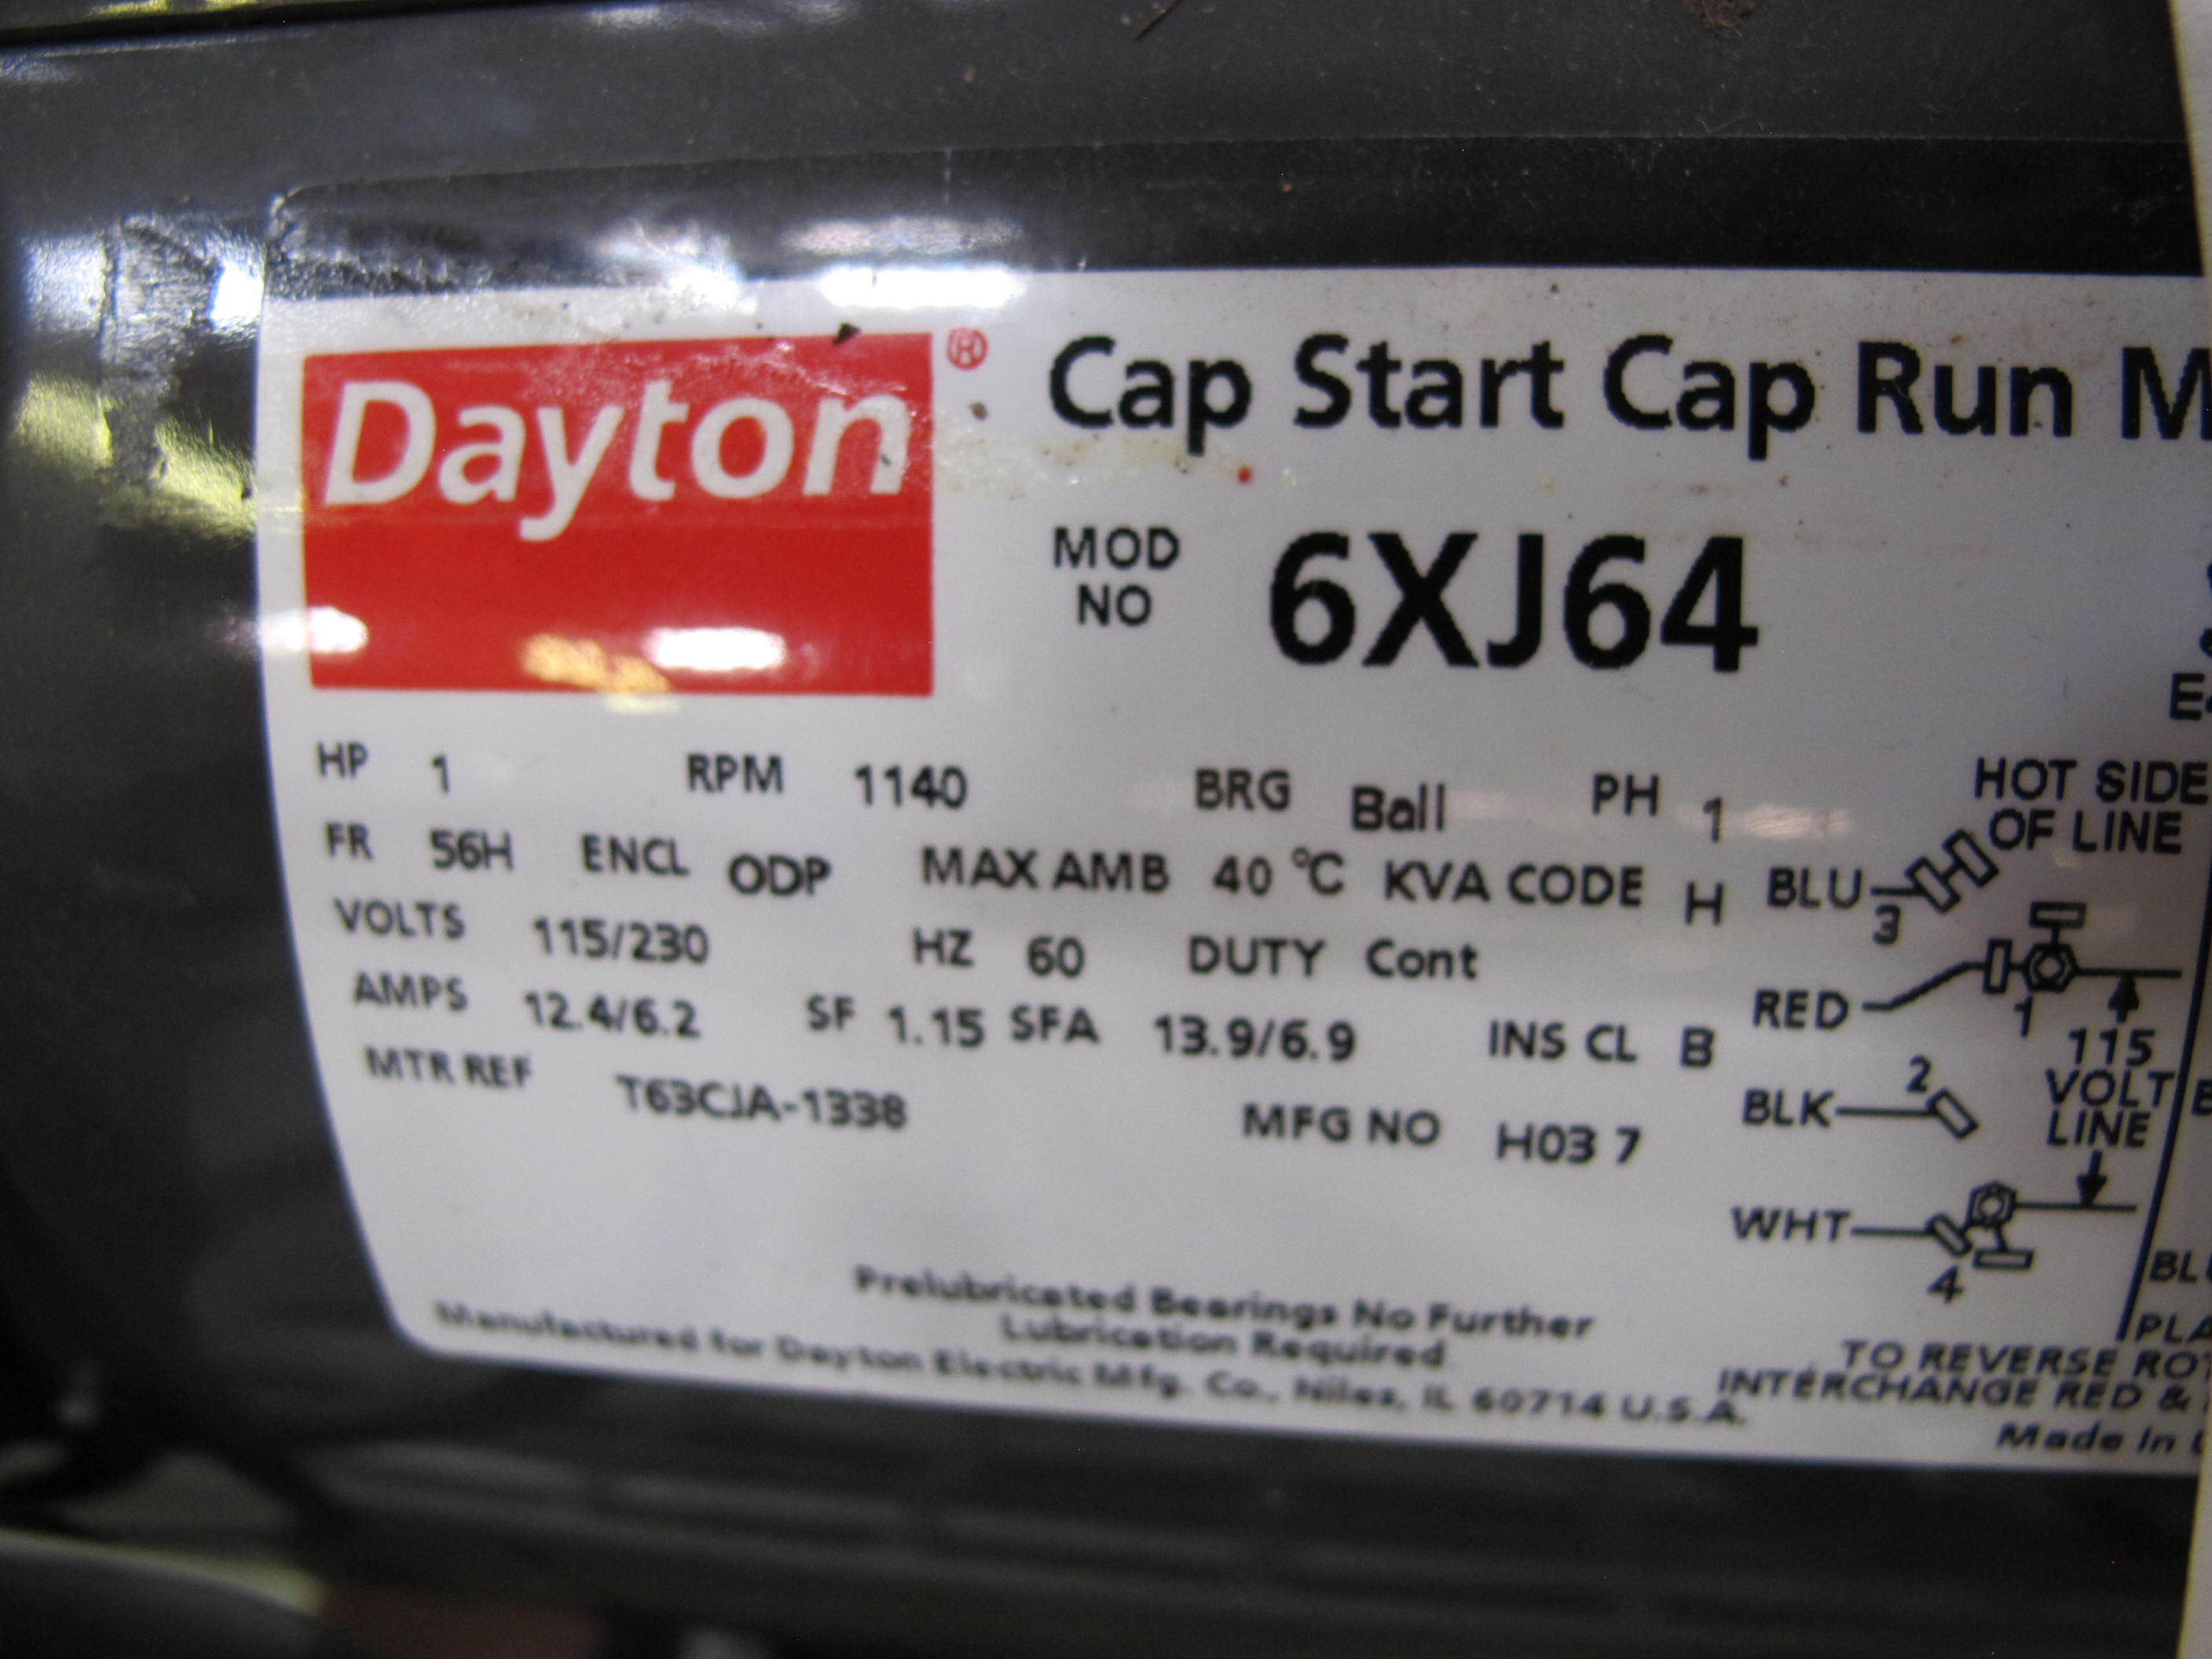 Dayton®
Cap Start Cap Run M
MOD NO 6XJ64
HP 1 RPM 1140 BRG Ball PH 1
FR 56H ENCL ODP MAX AMB 40 °C KVA CODE H
VOLTS 115/230 HZ 60 DUTY Cont
AMPS 12.4/6.2 SF 1.15 SFA 13.9/6.9 INS CL B
MTR REF T63CJA-1338 MFG NO H03 7
Prelubricated Bearings No Further
Lubrication Required
Manufactured for Dayton Electric Mfg. Co., Niles, IL 60714 U.S.A.
HOT SIDE
OF LINE
BLU 3
RED 1
115
VOLT
LINE
BLK 2
WHT 4
BLU
PLA
TO REVERSE ROT
INTERCHANGE RED &
Made In